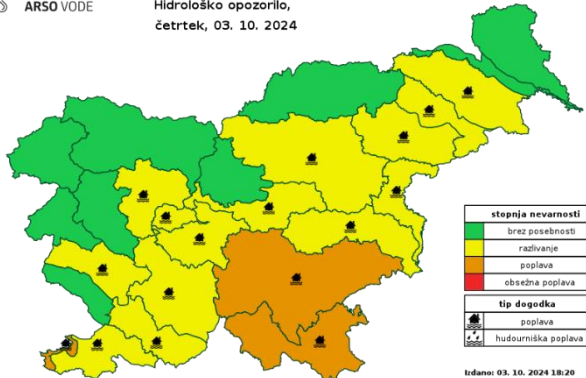 ARSO VODE
Hidrološko opozorilo,
četrtek, 03. 10. 2024
stopnja nevarnosti
brez posebnosti
razlivanje
poplava
obsežna poplava
tip dogodka
poplava
hudourniška poplava
Izdano: 03. 10. 2024 18:20